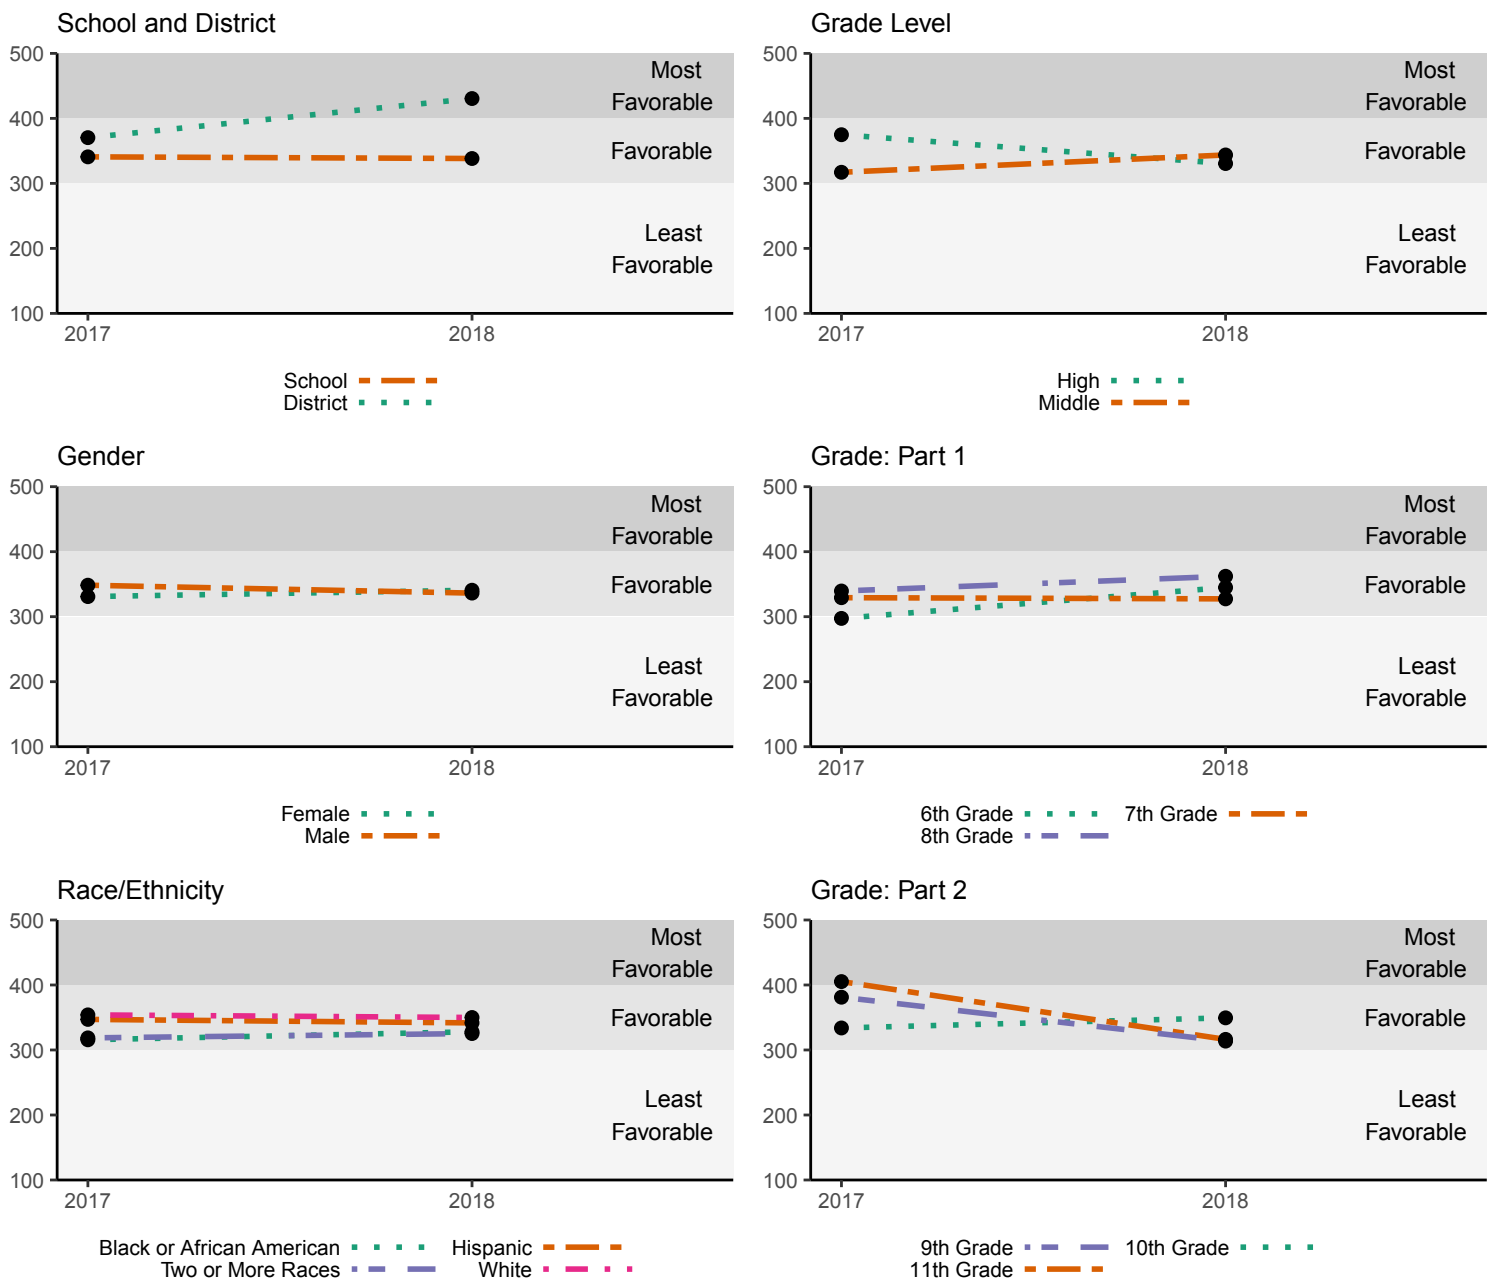 School and District
500
400
300
200
100
Most
Favorable
Favorable
Least
Favorable
2017 2018
School
District
Grade Level
500
400
300
200
100
Most
Favorable
Favorable
Least
Favorable
2017 2018
High
Middle
Gender
500
400
300
200
100
Most
Favorable
Favorable
Least
Favorable
2017 2018
Female
Male
Grade: Part 1
500
400
300
200
100
Most
Favorable
Favorable
Least
Favorable
2017 2018
6th Grade 7th Grade
8th Grade
Race/Ethnicity
500
400
300
200
100
Most
Favorable
Favorable
Least
Favorable
2017 2018
Black or African American Hispanic
Two or More Races White
Grade: Part 2
500
400
300
200
100
Most
Favorable
Favorable
Least
Favorable
2017 2018
9th Grade 10th Grade
11th Grade